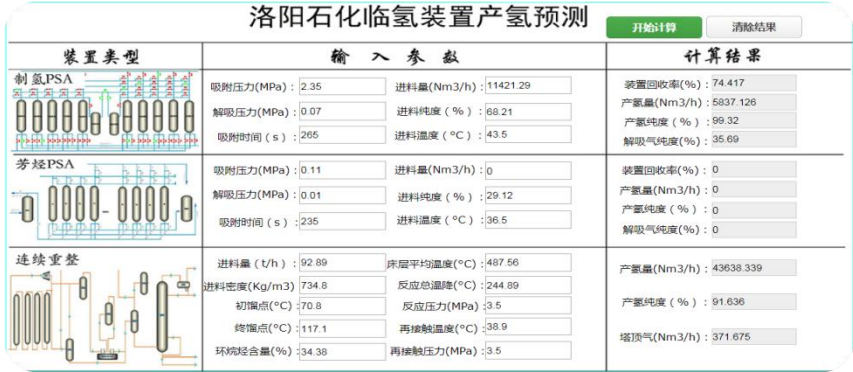 洛阳石化临氢装置产氢预测
开始计算 清除结果
装置类型 输入参数 计算结果
制氢PSA
吸附压力(MPa)：2.35 进料量(Nm3/h)：11421.29 装置回收率(%)：74.417
产氢量(Nm3/h)：5837.126
解吸压力(MPa)：0.07 进料纯度（%）：68.21
产氢纯度（%）：99.32
吸附时间（s）：265 进料温度（°C）：43.5 解吸气纯度(%)：35.69
芳烃PSA
吸附压力(MPa)：0.11 进料量(Nm3/h)：0 装置回收率(%)：0
产氢量(Nm3/h)：0
解吸压力(MPa)：0.01 进料纯度（%）：29.12
产氢纯度（%）：0
吸附时间（s）：235 进料温度（°C）：36.5
解吸气纯度(%)：0
连续重整
进料量（t/h）：92.89 床层平均温度(°C)：487.56 产氢量(Nm3/h)：43638.339
进料密度(Kg/m3) 734.8 反应总温降(°C)：244.89
初馏点(°C)：70.8 反应压力(MPa)：3.5 产氢纯度（%）：91.636
终馏点(°C)：117.1 再接触温度(°C)：38.9
塔顶气(Nm3/h)：371.675
环烷烃含量(%)：34.38 再接触压力(MPa)：3.5